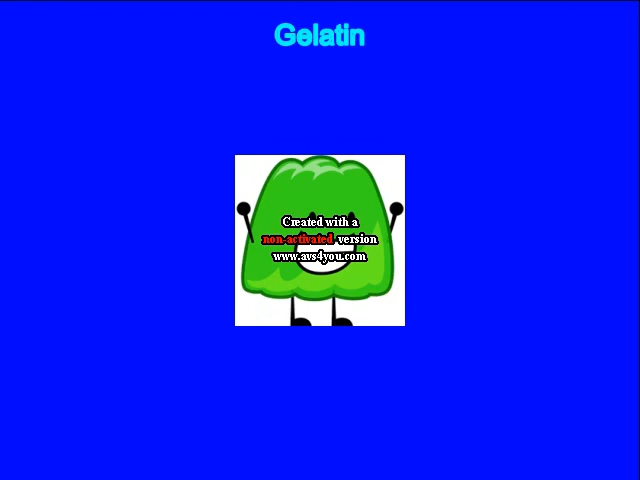 Gelatin
Created with a
non-activated version
www.avs4you.com